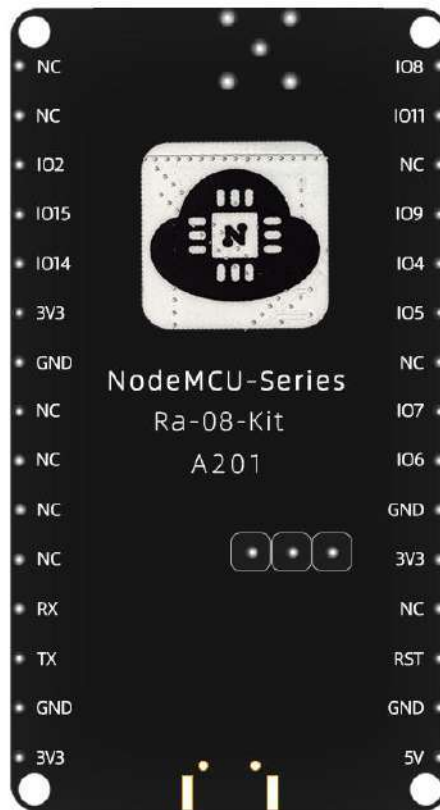 NC IO8
NC IO11
IO2 NC
IO15 IO9
IO14 IO4
3V3 IO5
GND NC
NodeMCU-Series
NC IO7
Ra-08-Kit
NC IO6
A201
NC GND
NC 3V3
RX NC
TX RST
GND GND
3V3 5V